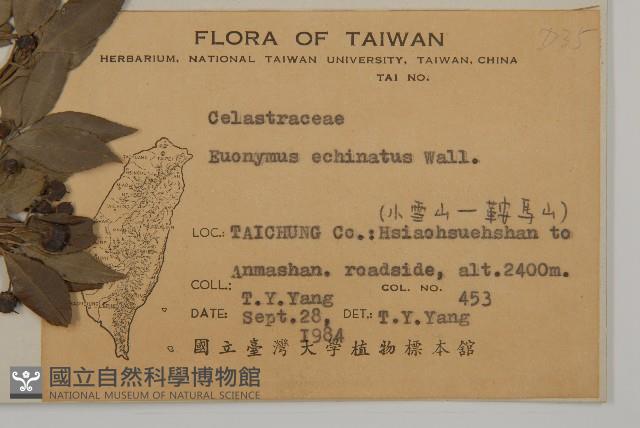 FLORA OF TAIWAN
D35
HERBARIUM, NATIONAL TAIWAN UNIVERSITY, TAIWAN, CHINA
TAI NO.
Celastraceae
Euonymus echinatus Wall.
(小雪山一鞍馬山)
LOC.: TAICHUNG Co.: Hsiaohsuehshan to
Anmashan. roadside, alt.2400m.
COLL.: T.Y.Yang COL. NO. 453
DATE: Sept.28, 1984 DET.: T.Y.Yang
國立臺灣大學植物標本館
國立自然科學博物館
NATIONAL MUSEUM OF NATURAL SCIENCE